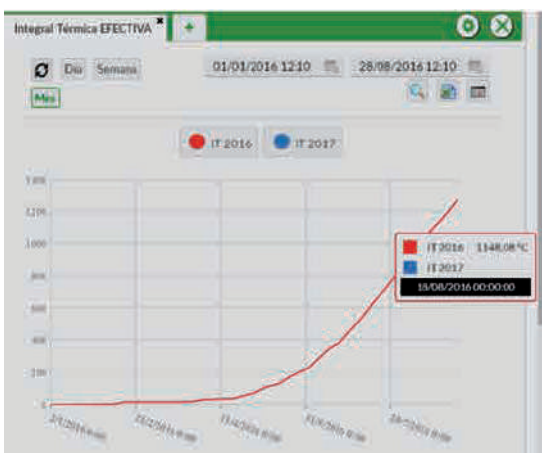 Integral Térmica EFECTIVA * +
Dia Semana 01/01/2016 12:10 28/08/2016 12:10
Mes
IT 2016 IT 2017
1200
1000
800
600
400
200
0
IT 2016 1148,08 °C
IT 2017
18/08/2016 00:00:00